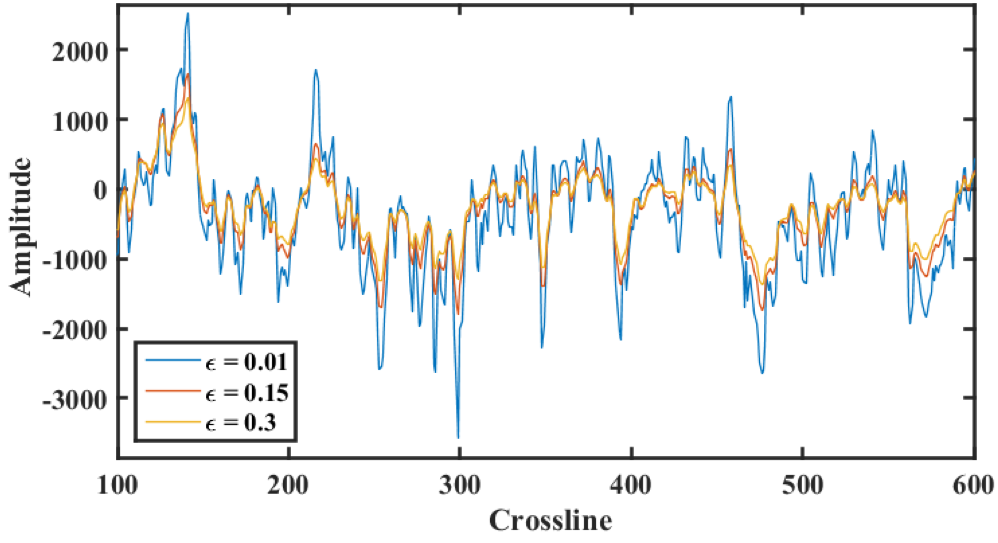 2000
1000
0
-1000
-2000
-3000
Amplitude
ϵ = 0.01
ϵ = 0.15
ϵ = 0.3
100 200 300 400 500 600
Crossline